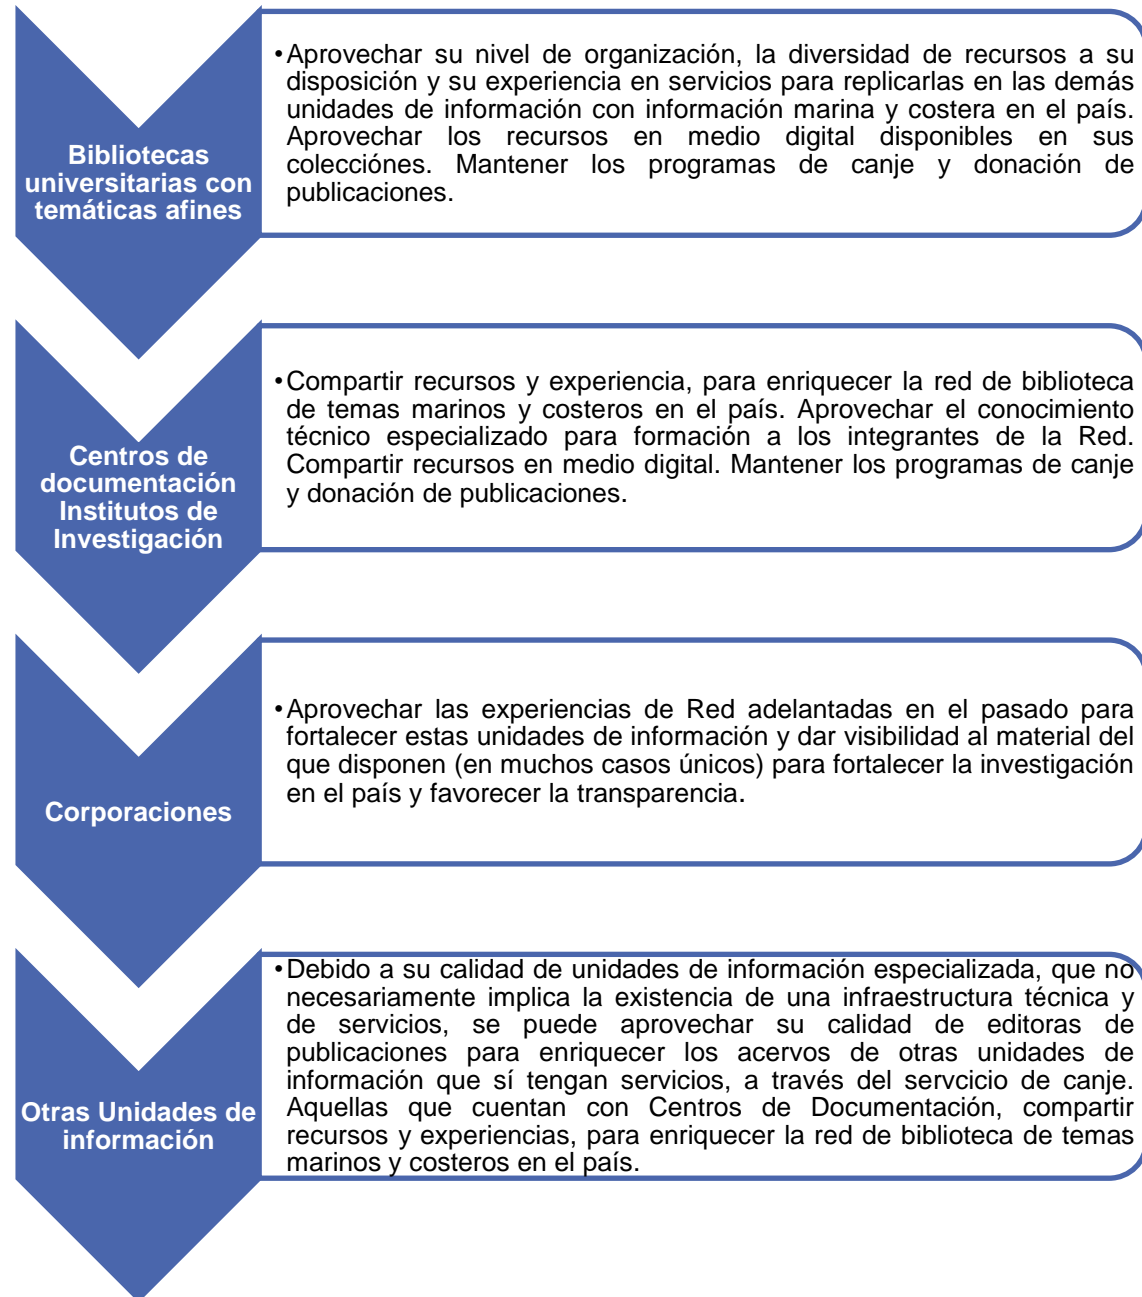 Bibliotecas
universitarias con
temáticas afines
•Aprovechar su nivel de organización, la diversidad de recursos a su
disposición y su experiencia en servicios para replicarlas en las demás
unidades de información con información marina y costera en el país.
Aprovechar los recursos en medio digital disponibles en sus
colecciónes. Mantener los programas de canje y donación de
publicaciones.
Centros de
documentación
Institutos de
Investigación
•Compartir recursos y experiencia, para enriquecer la red de biblioteca
de temas marinos y costeros en el país. Aprovechar el conocimiento
técnico especializado para formación a los integrantes de la Red.
Compartir recursos en medio digital. Mantener los programas de canje
y donación de publicaciones.
Corporaciones
•Aprovechar las experiencias de Red adelantadas en el pasado para
fortalecer estas unidades de información y dar visibilidad al material del
que disponen (en muchos casos únicos) para fortalecer la investigación
en el país y favorecer la transparencia.
Otras Unidades de
información
•Debido a su calidad de unidades de información especializada, que no
necesariamente implica la existencia de una infraestructura técnica y
de servicios, se puede aprovechar su calidad de editoras de
publicaciones para enriquecer los acervos de otras unidades de
información que sí tengan servicios, a través del servcicio de canje.
Aquellas que cuentan con Centros de Documentación, compartir
recursos y experiencias, para enriquecer la red de biblioteca de temas
marinos y costeros en el país.